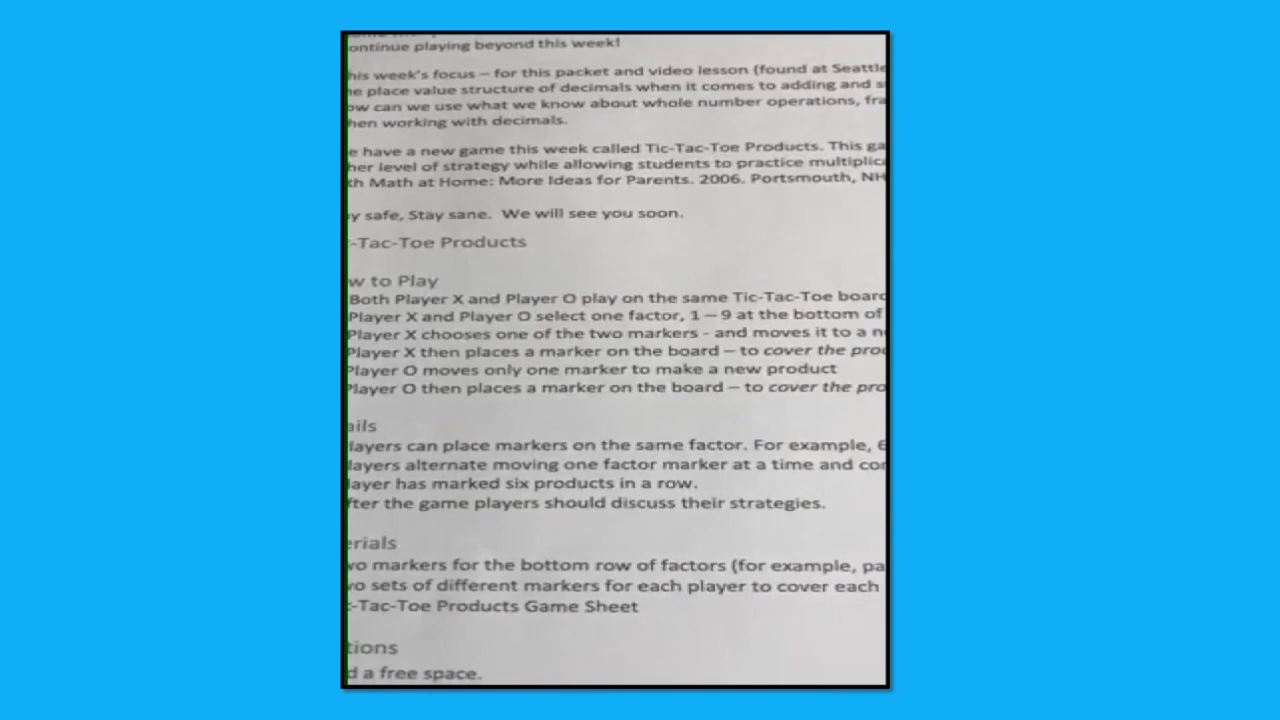 ontinue playing beyond this week!
his week's focus – for this packet and video lesson (found at Seattle
he place value structure of decimals when it comes to adding and s
ow can we use what we know about whole number operations, fra
hen working with decimals.
e have a new game this week called Tic-Tac-Toe Products. This ga
her level of strategy while allowing students to practice multiplica
th Math at Home: More Ideas for Parents. 2006. Portsmouth, NH
y safe, Stay sane. We will see you soon.
-Tac-Toe Products
w to Play
Both Player X and Player O play on the same Tic-Tac-Toe board
Player X and Player O select one factor, 1 – 9 at the bottom of
Player X chooses one of the two markers - and moves it to a n
Player X then places a marker on the board – to cover the prod
Player O moves only one marker to make a new product
Player O then places a marker on the board – to cover the pro
ails
layers can place markers on the same factor. For example, 6
layers alternate moving one factor marker at a time and con
layer has marked six products in a row.
fter the game players should discuss their strategies.
erials
wo markers for the bottom row of factors (for example, pa
wo sets of different markers for each player to cover each
-Tac-Toe Products Game Sheet
tions
d a free space.